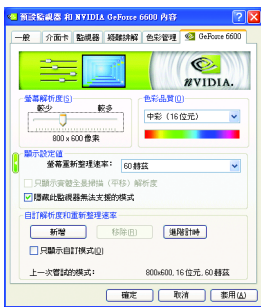 預設監視器 和 NVIDIA GeForce 6600 內容
一般 介面卡 監視器 疑難排解 色彩管理 GeForce 6600
NVIDIA.
螢幕解析度(S)
較少 較多
800 x 600 像素
色彩品質(Q)
中彩 (16 位元)
顯示設定值
螢幕重新整理速率: 60 赫茲
只顯示實體全景掃描 (平移) 解析度
隱藏此監視器無法支援的模式
自訂解析度和重新整理速率
新增 移除(R) 進階計時
只顯示自訂模式(O)
上一次嘗試的模式: 800x600, 16 位元, 60 赫茲
確定 取消 套用(A)